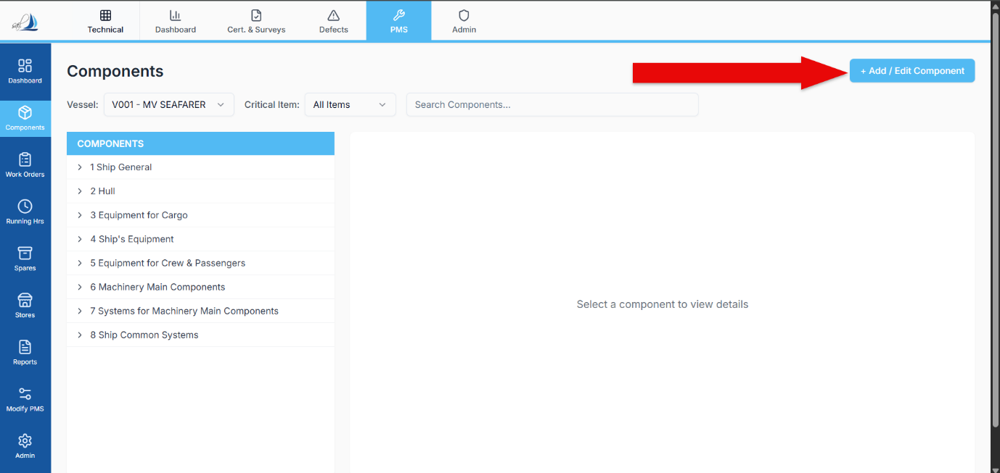 sail
Technical
Dashboard
Cert. & Surveys
Defects
PMS
Admin
Dashboard
Components
Work Orders
Running Hrs
Spares
Stores
Reports
Modify PMS
Admin
Components
+ Add / Edit Component
Vessel: V001 - MV SEAFARER Critical Item: All Items Search Components...
COMPONENTS
1 Ship General
2 Hull
3 Equipment for Cargo
4 Ship's Equipment
5 Equipment for Crew & Passengers
6 Machinery Main Components
7 Systems for Machinery Main Components
8 Ship Common Systems
Select a component to view details